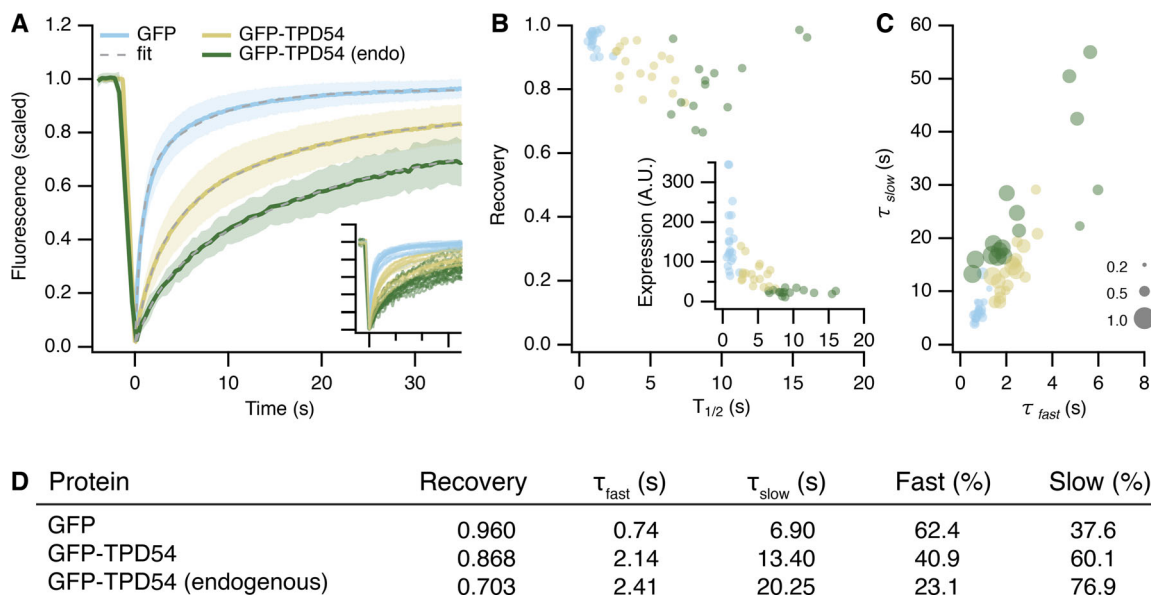 A
1.2
1.0
0.8
0.6
0.4
0.2
0.0
Fluorescence (scaled)
GFP
fit
GFP-TPD54
GFP-TPD54 (endo)
0 10 20 30
Time (s)
B
1.0
0.8
0.6
0.4
0.2
0.0
Recovery
0 5 10 15 20
T1/2 (s)
Expression (A.U.)
300
200
150
100
0
0 5 10 15 20
C
60
50
40
30
20
10
0
τ slow (s)
0 2 4 6 8
τ fast (s)
0.2
0.5
1.0
D Protein Recovery τfast (s) τslow (s) Fast (%) Slow (%)
GFP 0.960 0.74 6.90 62.4 37.6
GFP-TPD54 0.868 2.14 13.40 40.9 60.1
GFP-TPD54 (endogenous) 0.703 2.41 20.25 23.1 76.9